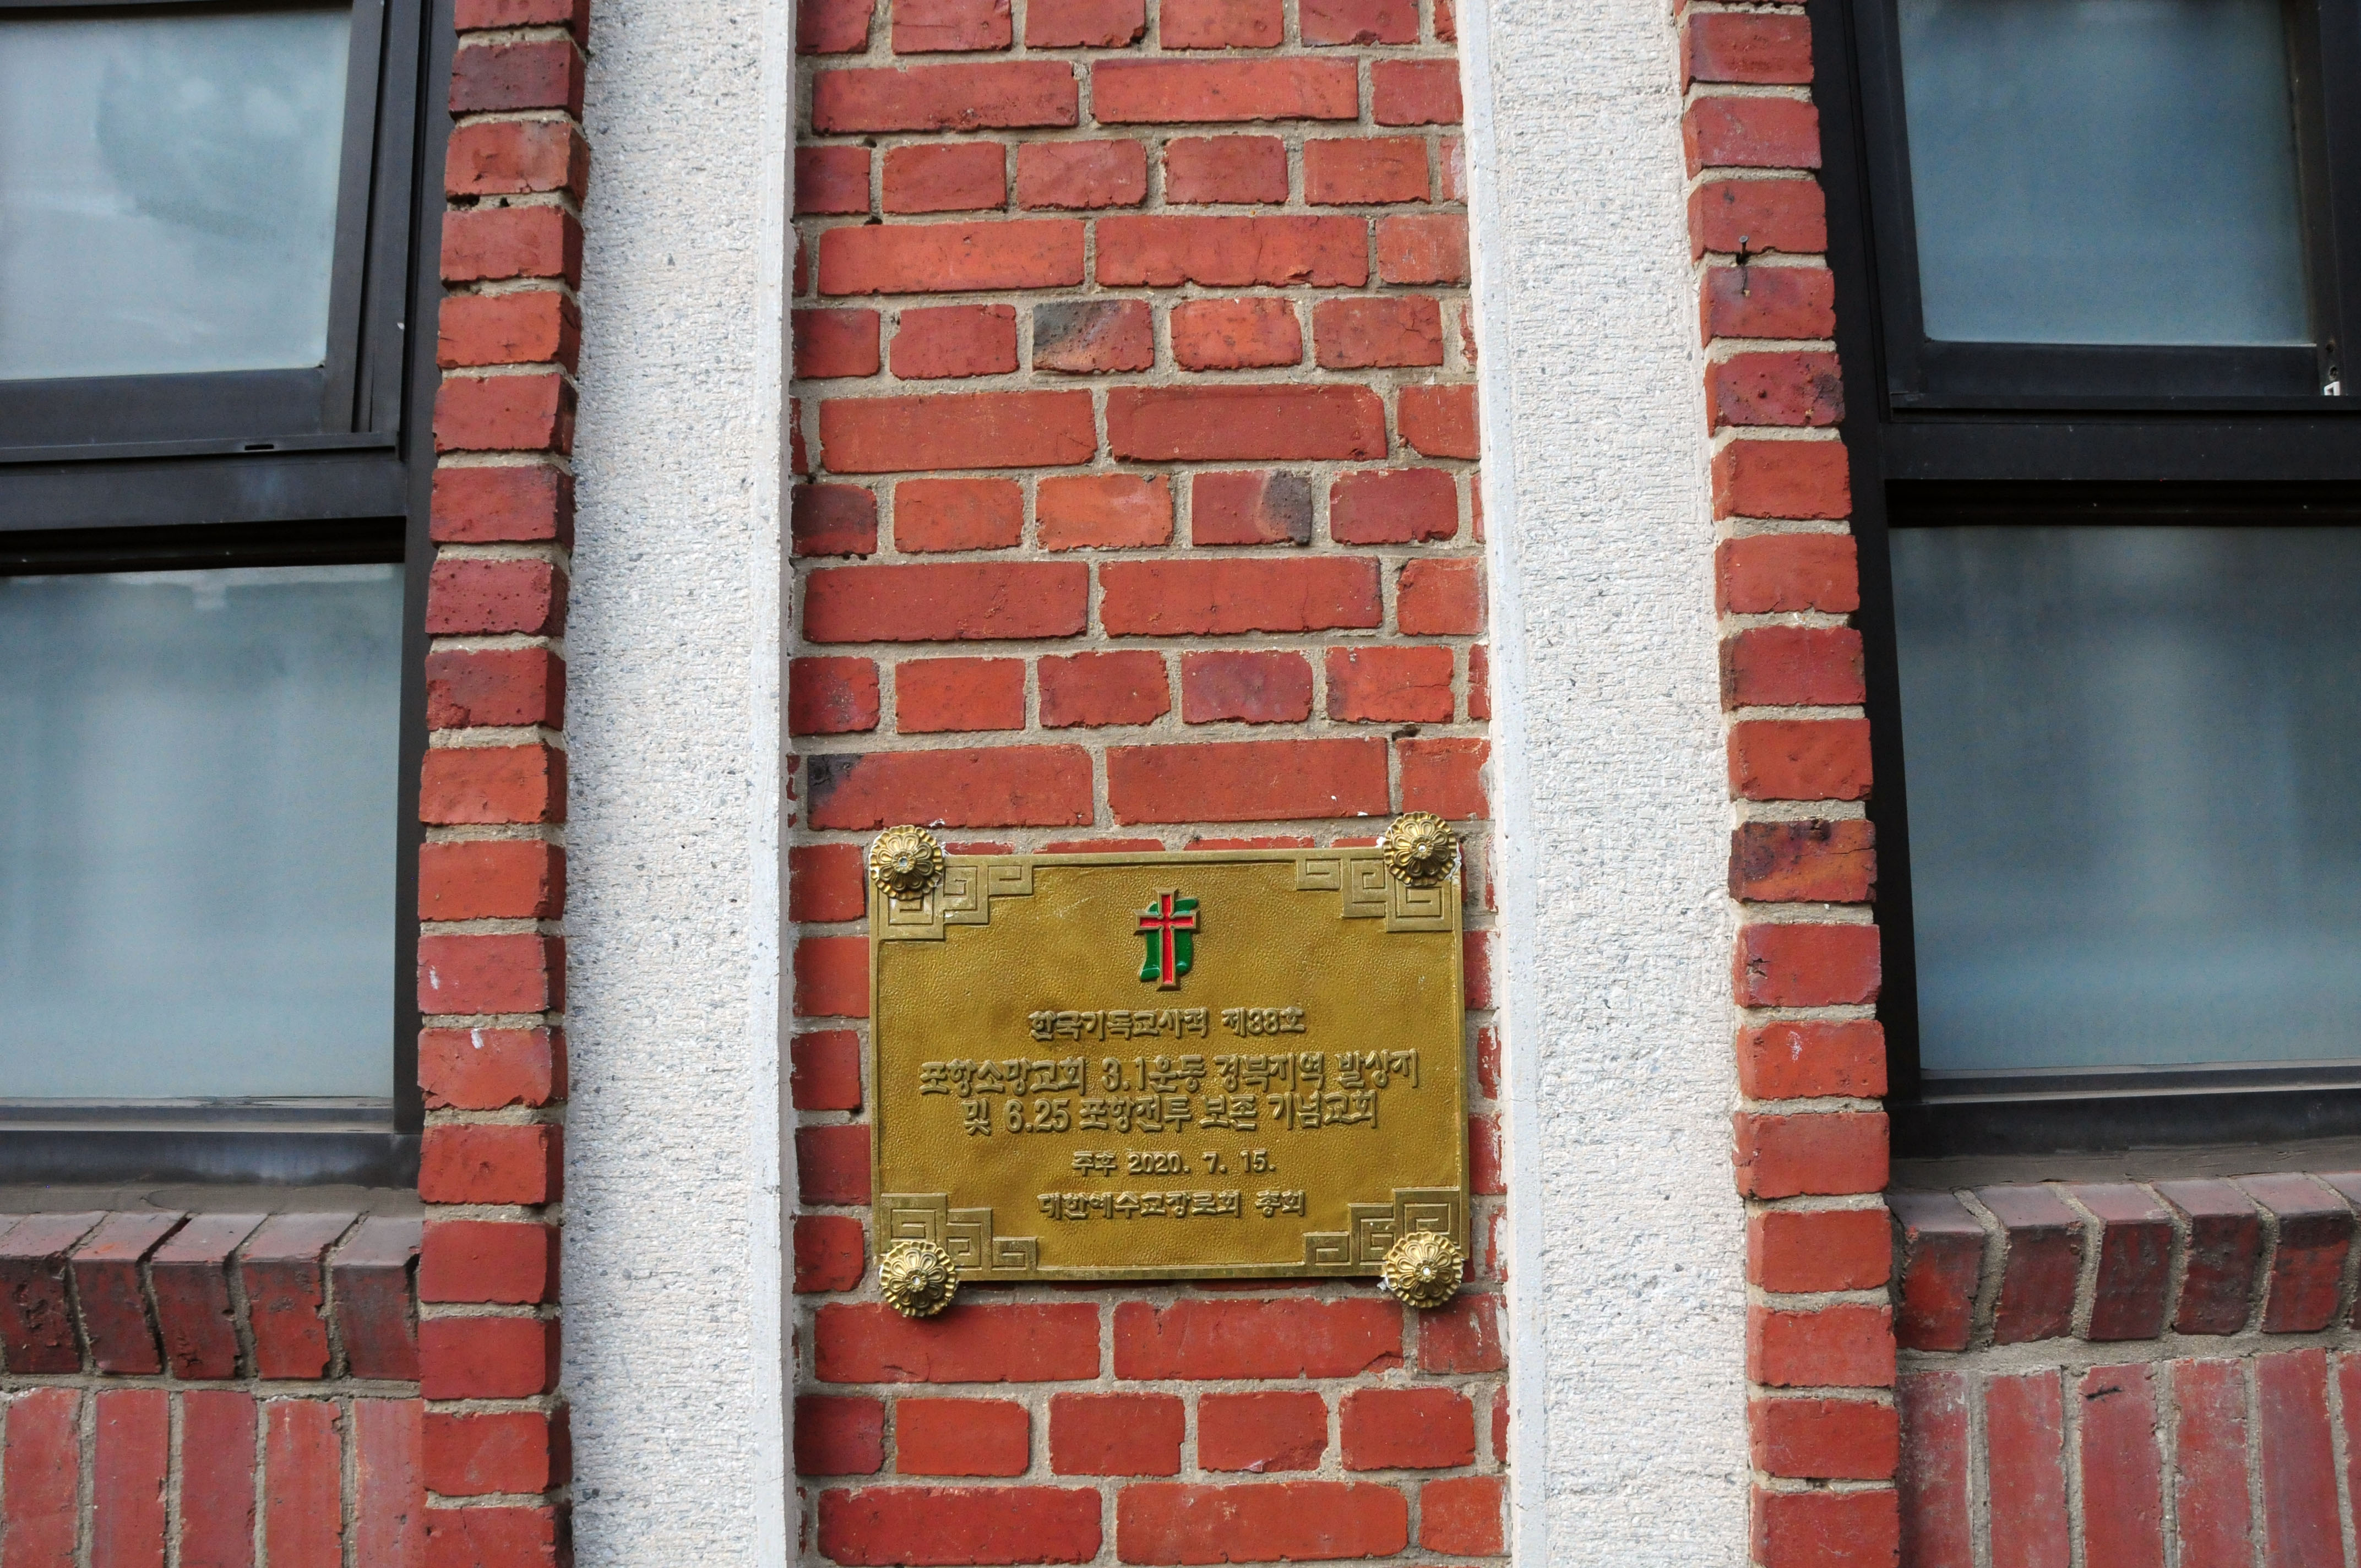 한국기독교사적 제38호
포항소망교회 3.1운동 경북지역 발상지
및 6.25 포항전투 보존 기념교회
주후 2020. 7. 15.
대한예수교장로회 총회